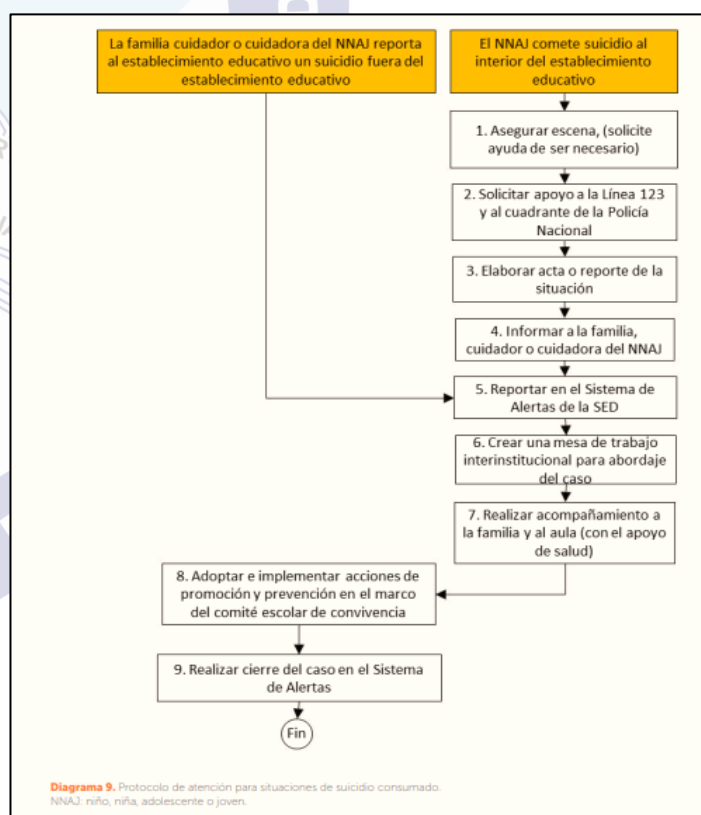 La familia cuidador o cuidadora del NNAJ reporta
al establecimiento educativo un suicidio fuera del
establecimiento educativo
El NNAJ comete suicidio al
interior del establecimiento
educativo
1. Asegurar escena, (solicite
ayuda de ser necesario)
2. Solicitar apoyo a la Línea 123
y al cuadrante de la Policía
Nacional
3. Elaborar acta o reporte de la
situación
4. Informar a la familia,
cuidador o cuidadora del NNAJ
5. Reportar en el Sistema de
Alertas de la SED
6. Crear una mesa de trabajo
interinstitucional para abordaje
del caso
7. Realizar acompañamiento a
la familia y al aula (con el apoyo
de salud)
8. Adoptar e implementar acciones de
promoción y prevención en el marco
del comité escolar de convivencia
9. Realizar cierre del caso en el Sistema
de Alertas
Fin
Diagrama 9. Protocolo de atención para situaciones de suicidio consumado.
NNAJ: niño, niña, adolescente o joven.